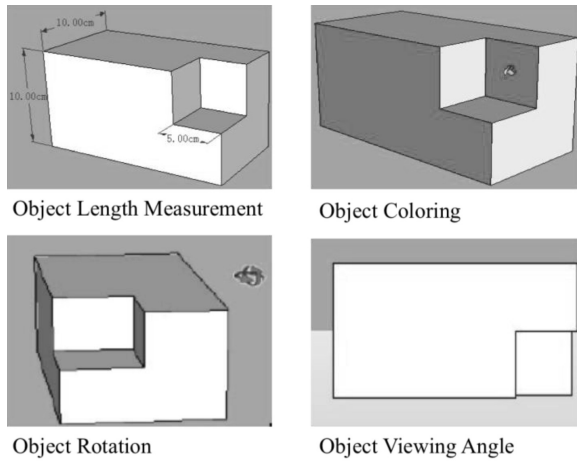 10.00cm
10.00cm
5.00cm
Object Length Measurement
Object Coloring
Object Rotation
Object Viewing Angle